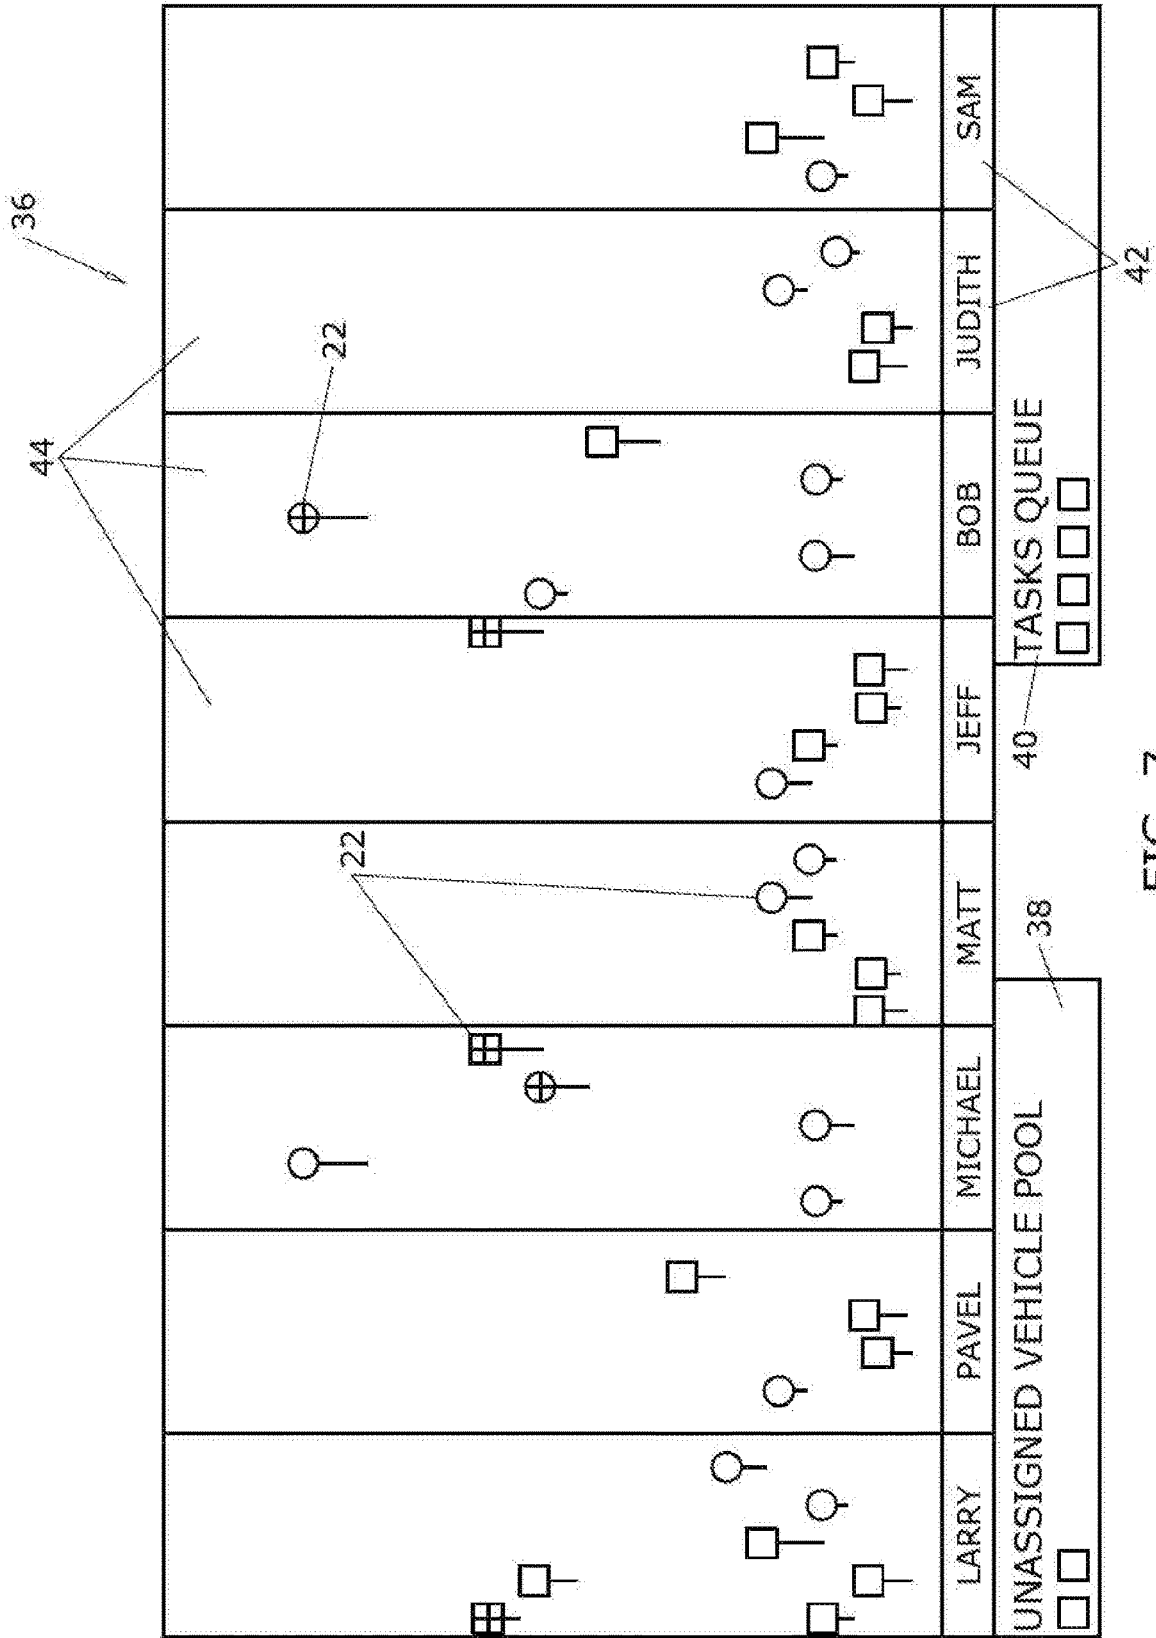 36
44
22
22
LARRY
PAVEL
MICHAEL
MATT
JEFF
BOB
JUDITH
SAM
UNASSIGNED VEHICLE POOL
38
40
TASKS QUEUE
42